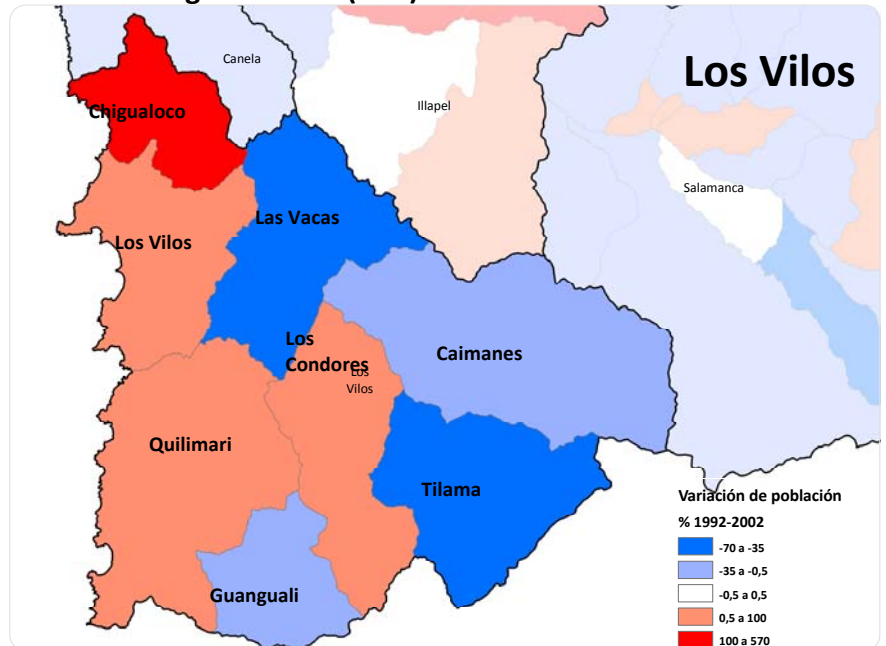 Los Vilos
Canela
Chigualoco
Illapel
Salamanca
Las Vacas
Los Vilos
Los
Condores
Los
Vilos
Caimanes
Quilimari
Tilama
Guanguali
Variación de población
% 1992-2002
-70 a -35
-35 a -0,5
-0,5 a 0,5
0,5 a 100
100 a 570